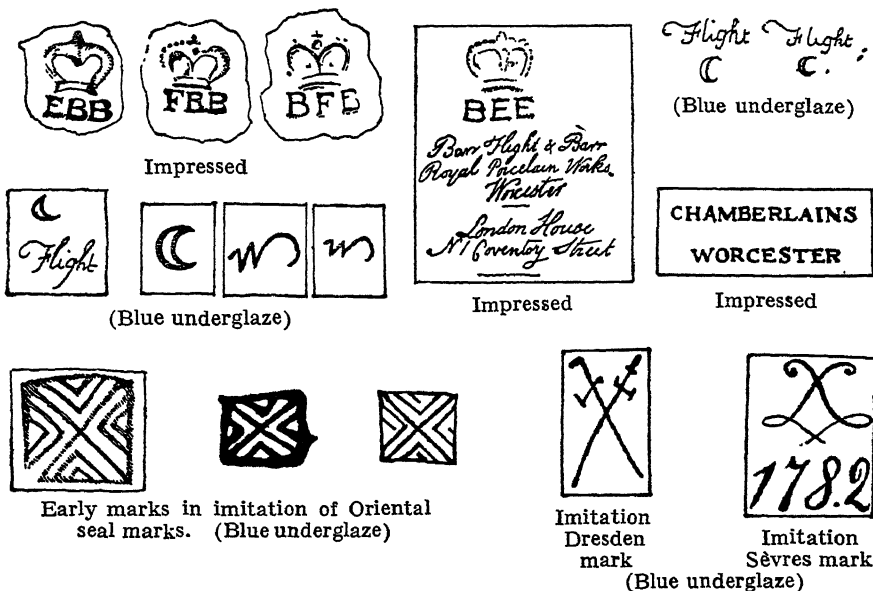 EBB
FBB
BFB
Impressed
BEE
Barr Flight & Barr
Royal Porcelain Works.
Worcester
London House
No 1 Coventry Street
Impressed
Flight
Flight
(Blue underglaze)
Flight
(Blue underglaze)
CHAMBERLAINS
WORCESTER
Impressed
Early marks in imitation of Oriental
seal marks. (Blue underglaze)
Imitation
Dresden
mark
1782
Imitation
Sèvres mark
(Blue underglaze)